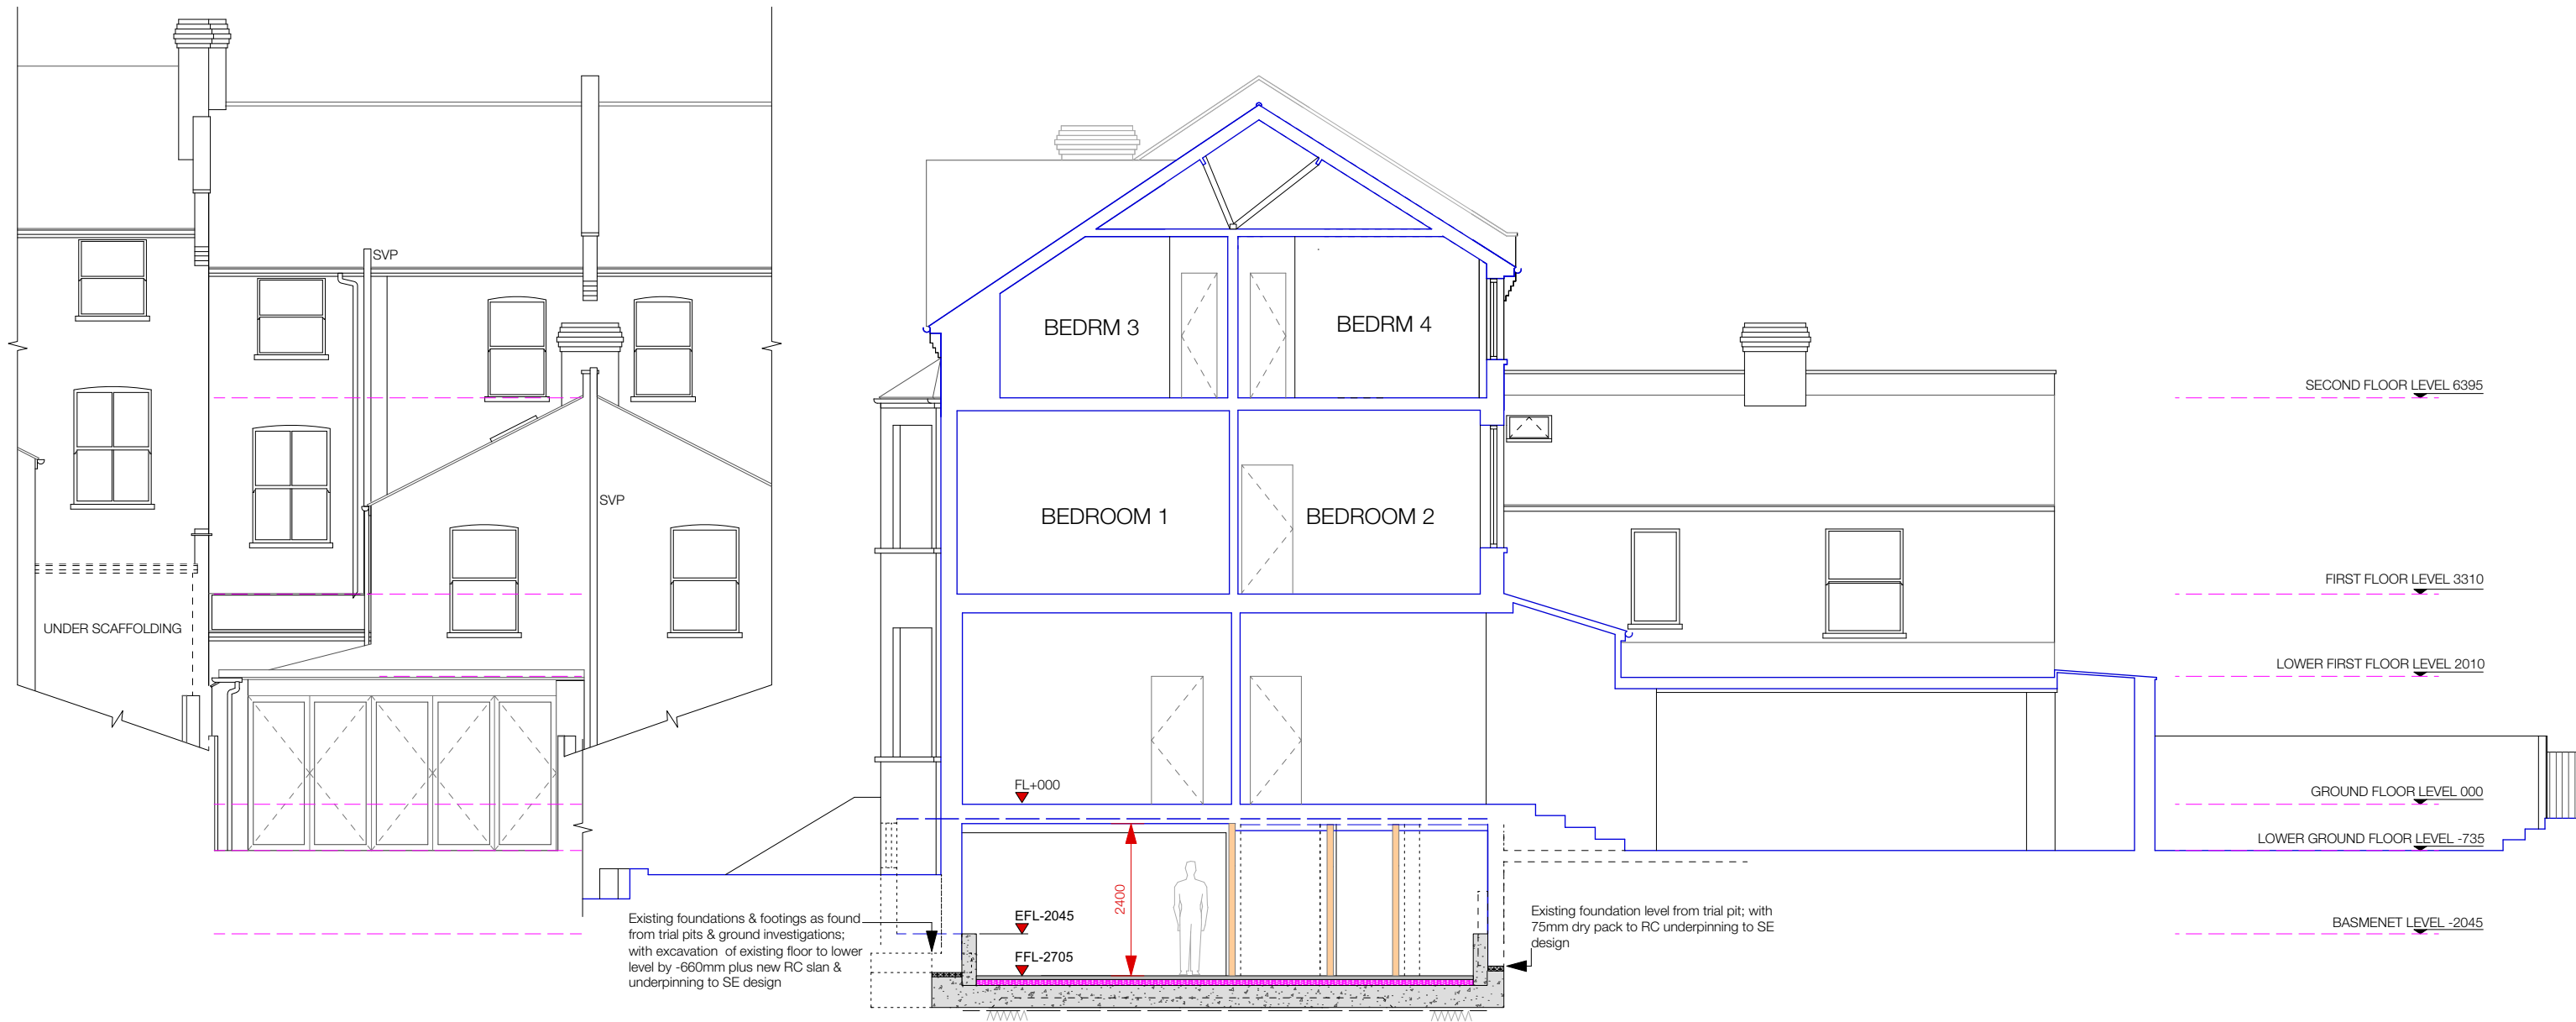 SVP
SVP
UNDER SCAFFOLDING
BEDRM 3
BEDRM 4
BEDROOM 1
BEDROOM 2
FL+000
2400
EFL-2045
FFL-2705
Existing foundations & footings as found
from trial pits & ground investigations;
with excavation of existing floor to lower
level by -660mm plus new RC slan &
underpinning to SE design
Existing foundation level from trial pit; with
75mm dry pack to RC underpinning to SE
design
SECOND FLOOR LEVEL 6395
FIRST FLOOR LEVEL 3310
LOWER FIRST FLOOR LEVEL 2010
GROUND FLOOR LEVEL 000
LOWER GROUND FLOOR LEVEL -735
BASMENET LEVEL -2045